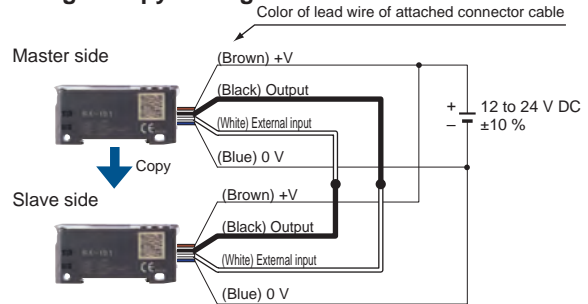 Color of lead wire of attached connector cable
Master side
(Brown) +V
(Black) Output
(White) External input
(Blue) 0 V
+
–
12 to 24 V DC
±10 %
Copy
Slave side
(Brown) +V
(Black) Output
(White) External input
(Blue) 0 V